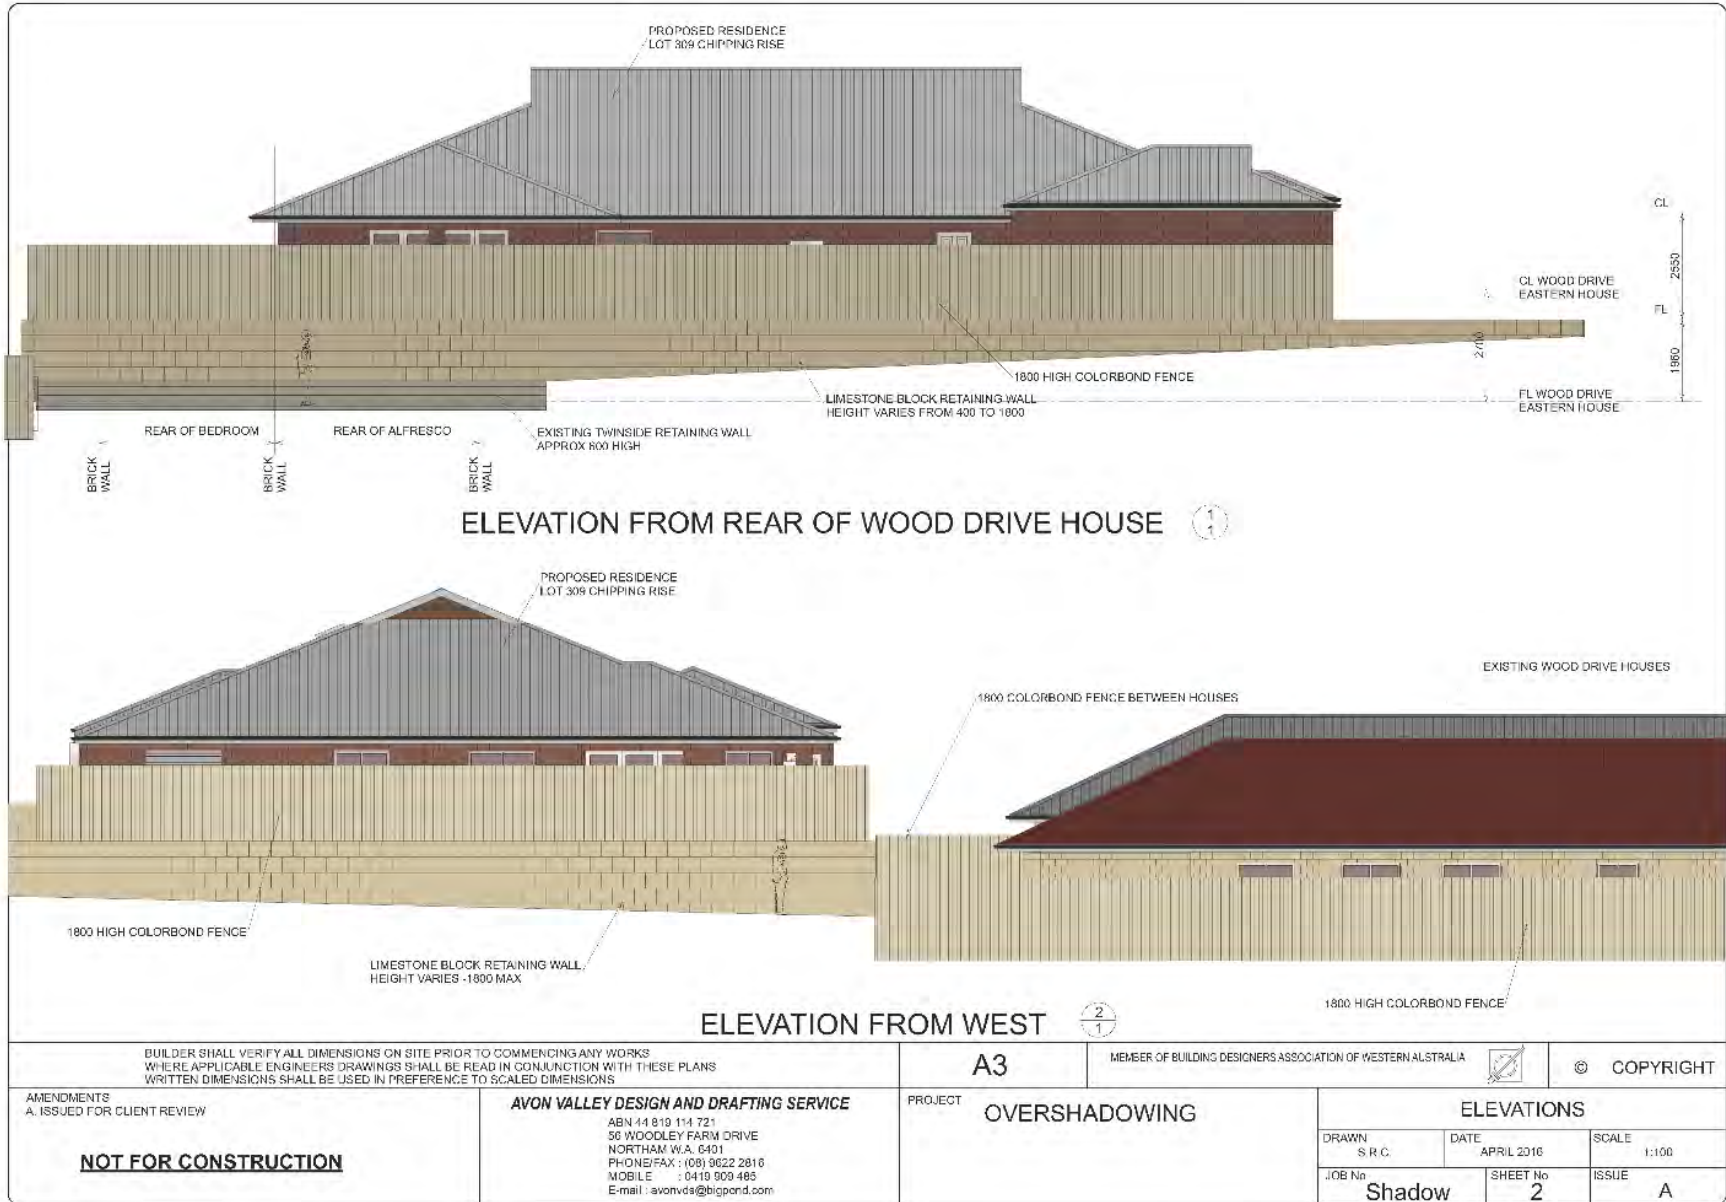 PROPOSED RESIDENCE
LOT 309 CHIPPING RISE
CL
2550
CL WOOD DRIVE
EASTERN HOUSE
FL
2700
1960
1800 HIGH COLORBOND FENCE
LIMESTONE BLOCK RETAINING WALL
HEIGHT VARIES FROM 400 TO 1800
FL WOOD DRIVE
EASTERN HOUSE
REAR OF BEDROOM
REAR OF ALFRESCO
EXISTING TWINSIDE RETAINING WALL
APPROX 600 HIGH
BRICK
WALL
BRICK
WALL
BRICK
WALL
ELEVATION FROM REAR OF WOOD DRIVE HOUSE
1
1
PROPOSED RESIDENCE
LOT 309 CHIPPING RISE
EXISTING WOOD DRIVE HOUSES
1800 COLORBOND FENCE BETWEEN HOUSES
1800 HIGH COLORBOND FENCE
LIMESTONE BLOCK RETAINING WALL
HEIGHT VARIES -1800 MAX
1800 HIGH COLORBOND FENCE
ELEVATION FROM WEST
2
1
BUILDER SHALL VERIFY ALL DIMENSIONS ON SITE PRIOR TO COMMENCING ANY WORKS
WHERE APPLICABLE ENGINEERS DRAWINGS SHALL BE READ IN CONJUNCTION WITH THESE PLANS
WRITTEN DIMENSIONS SHALL BE USED IN PREFERENCE TO SCALED DIMENSIONS
A3
MEMBER OF BUILDING DESIGNERS ASSOCIATION OF WESTERN AUSTRALIA
© COPYRIGHT
AMENDMENTS
A. ISSUED FOR CLIENT REVIEW
NOT FOR CONSTRUCTION
AVON VALLEY DESIGN AND DRAFTING SERVICE
ABN 44 819 114 721
56 WOODLEY FARM DRIVE
NORTHAM W.A. 6401
PHONE/FAX : (08) 9622 2816
MOBILE : 0419 909 485
E-mail : avonvds@bigpond.com
PROJECT
OVERSHADOWING
ELEVATIONS
DRAWN
S.R.C.
DATE
APRIL 2016
SCALE
1:100
JOB No
Shadow
SHEET No
2
ISSUE
A